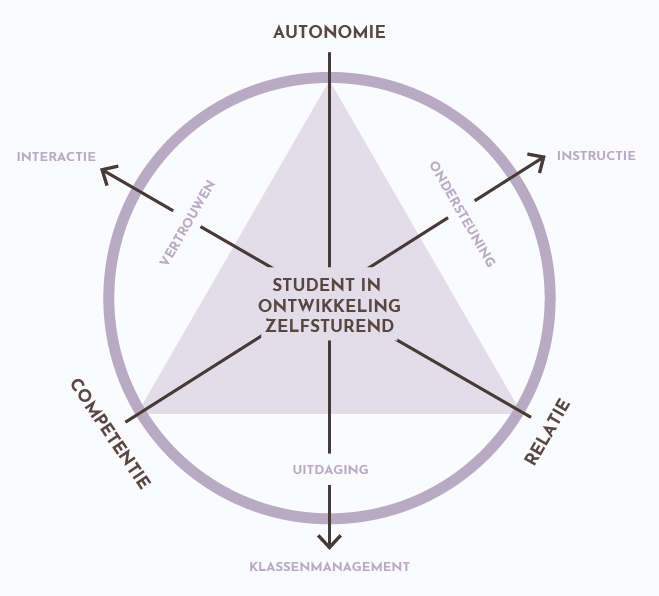 AUTONOMIE
INTERACTIE
INSTRUCTIE
VERTROUWEN
ONDERSTEUNING
STUDENT IN
ONTWIKKELING
ZELFSTUREND
COMPETENTIE
RELATIE
UITDAGING
KLASSENMANAGEMENT